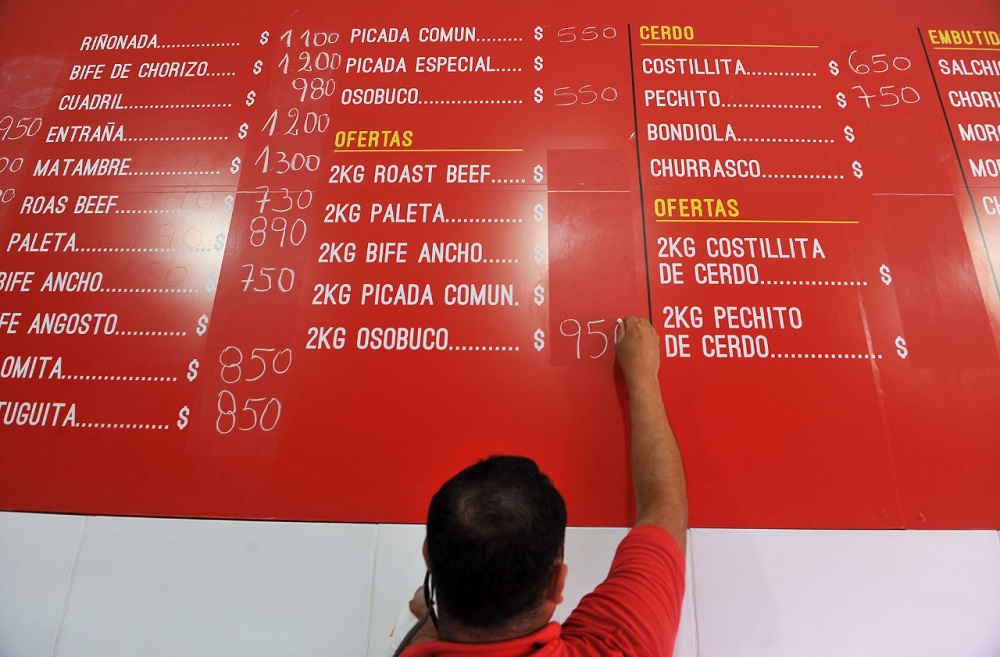 950
00
RIÑONADA................ $ 1100
BIFE DE CHORIZO...... $ 1200
CUADRIL........................ $ 980
ENTRAÑA..................... $ 1200
MATAMBRE................... $ 1300
ROAS BEEF.................... $ 730
PALETA.......................... $ 890
BIFE ANCHO................... $ 750
FE ANGOSTO............. $
OMITA...................... $ 850
TUGUITA.................. $ 850
PICADA COMUN......... $ 550
PICADA ESPECIAL..... $
OSOBUCO.................... $ 550
OFERTAS
2KG ROAST BEEF...... $
2KG PALETA............. $
2KG BIFE ANCHO...... $
2KG PICADA COMUN. $
2KG OSOBUCO.......... $ 950
CERDO
COSTILLITA............. $ 650
PECHITO.................. $ 750
BONDIOLA................ $
CHURRASCO............. $
OFERTAS
2KG COSTILLITA
DE CERDO............... $
2KG PECHITO
DE CERDO................ $
EMBUTID
SALCHI
CHORI
MOR
MO
CH